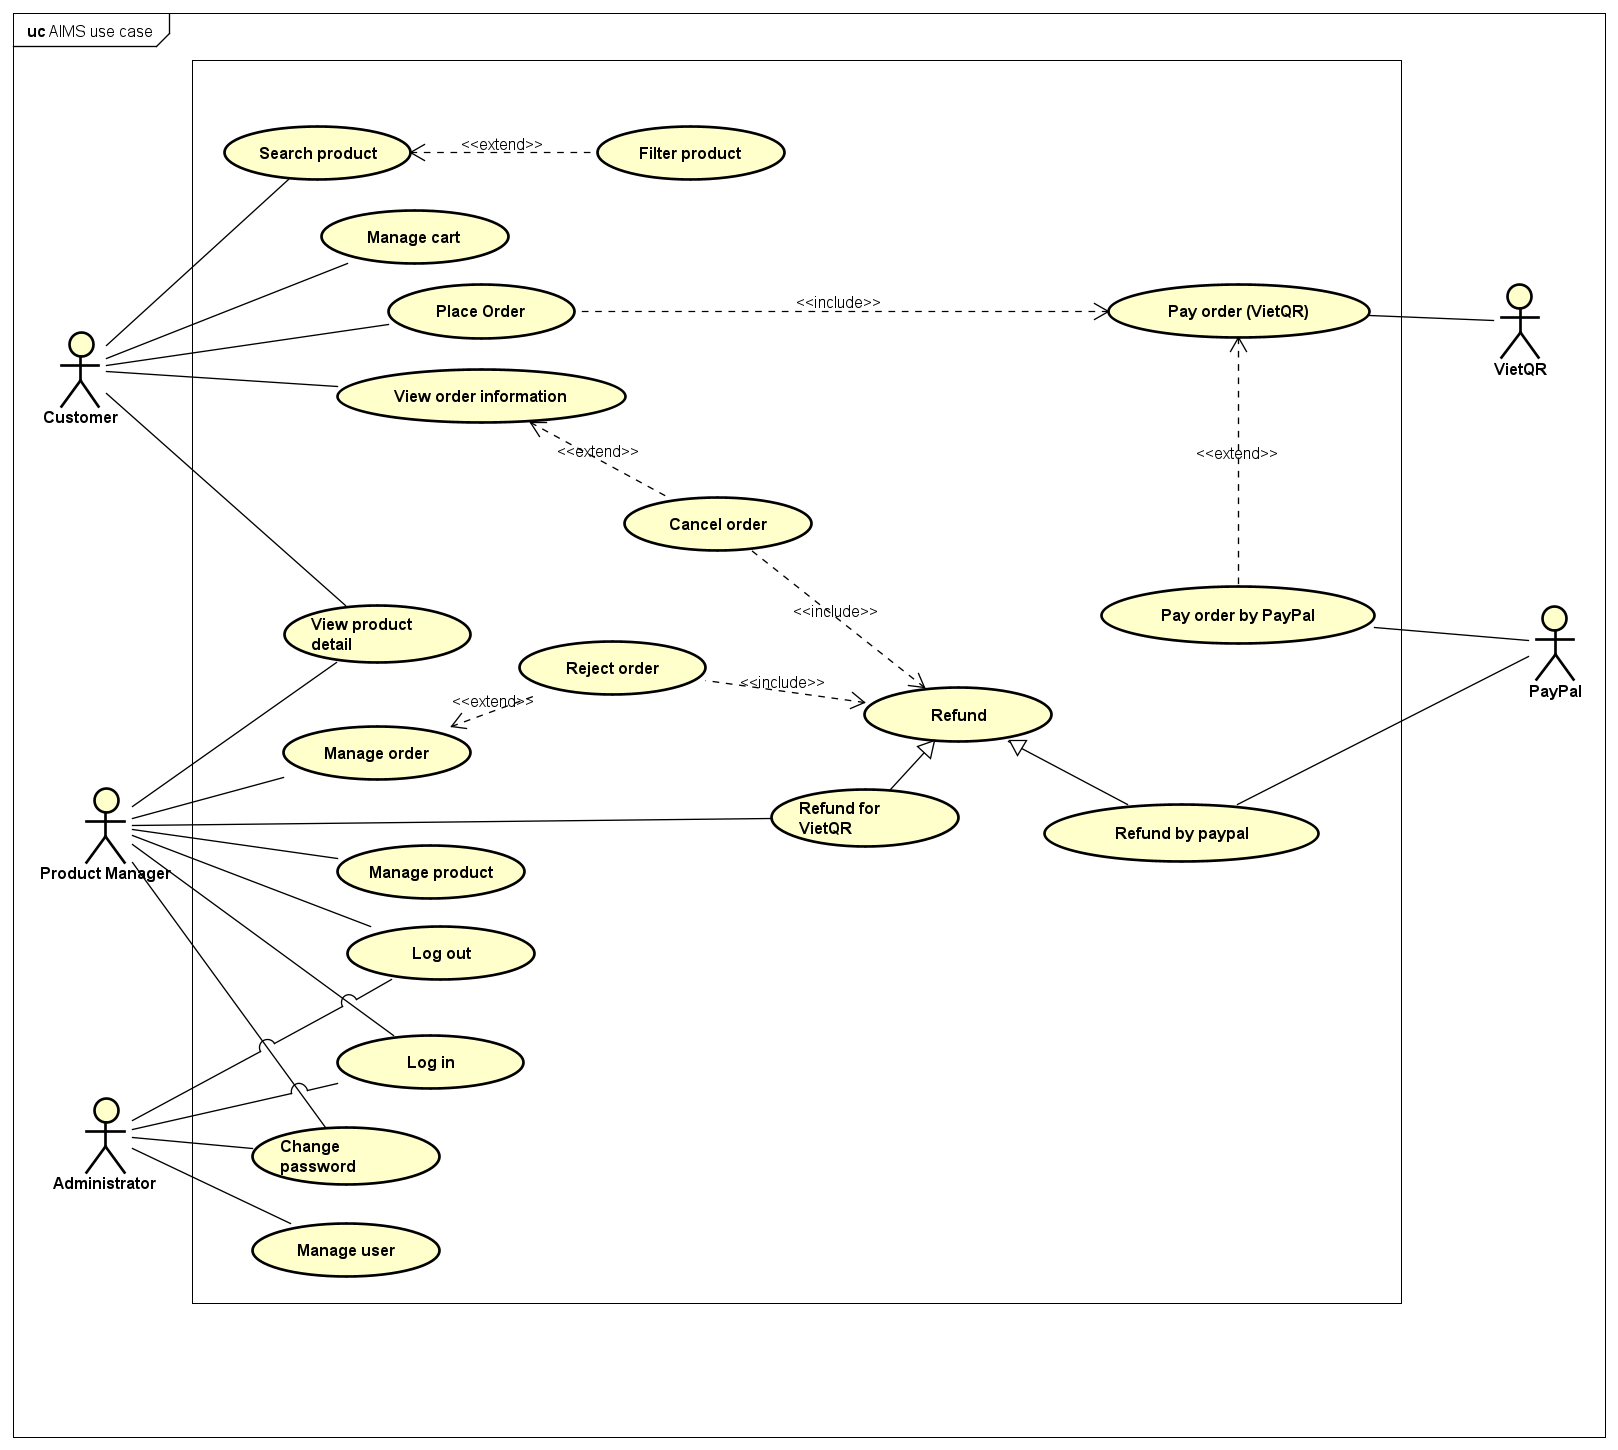 uc AIMS use case
Search product
<<extend>>
Filter product
Manage cart
Place Order
<<include>>
Pay order (VietQR)
VietQR
Customer
View order information
<<extend>>
<<extend>>
Cancel order
<<include>>
Pay order by PayPal
PayPal
View product
detail
Reject order
<<include>>
<<extend>>
Refund
Manage order
Refund for
VietQR
Refund by paypal
Product Manager
Manage product
Log out
Log in
Change
password
Administrator
Manage user